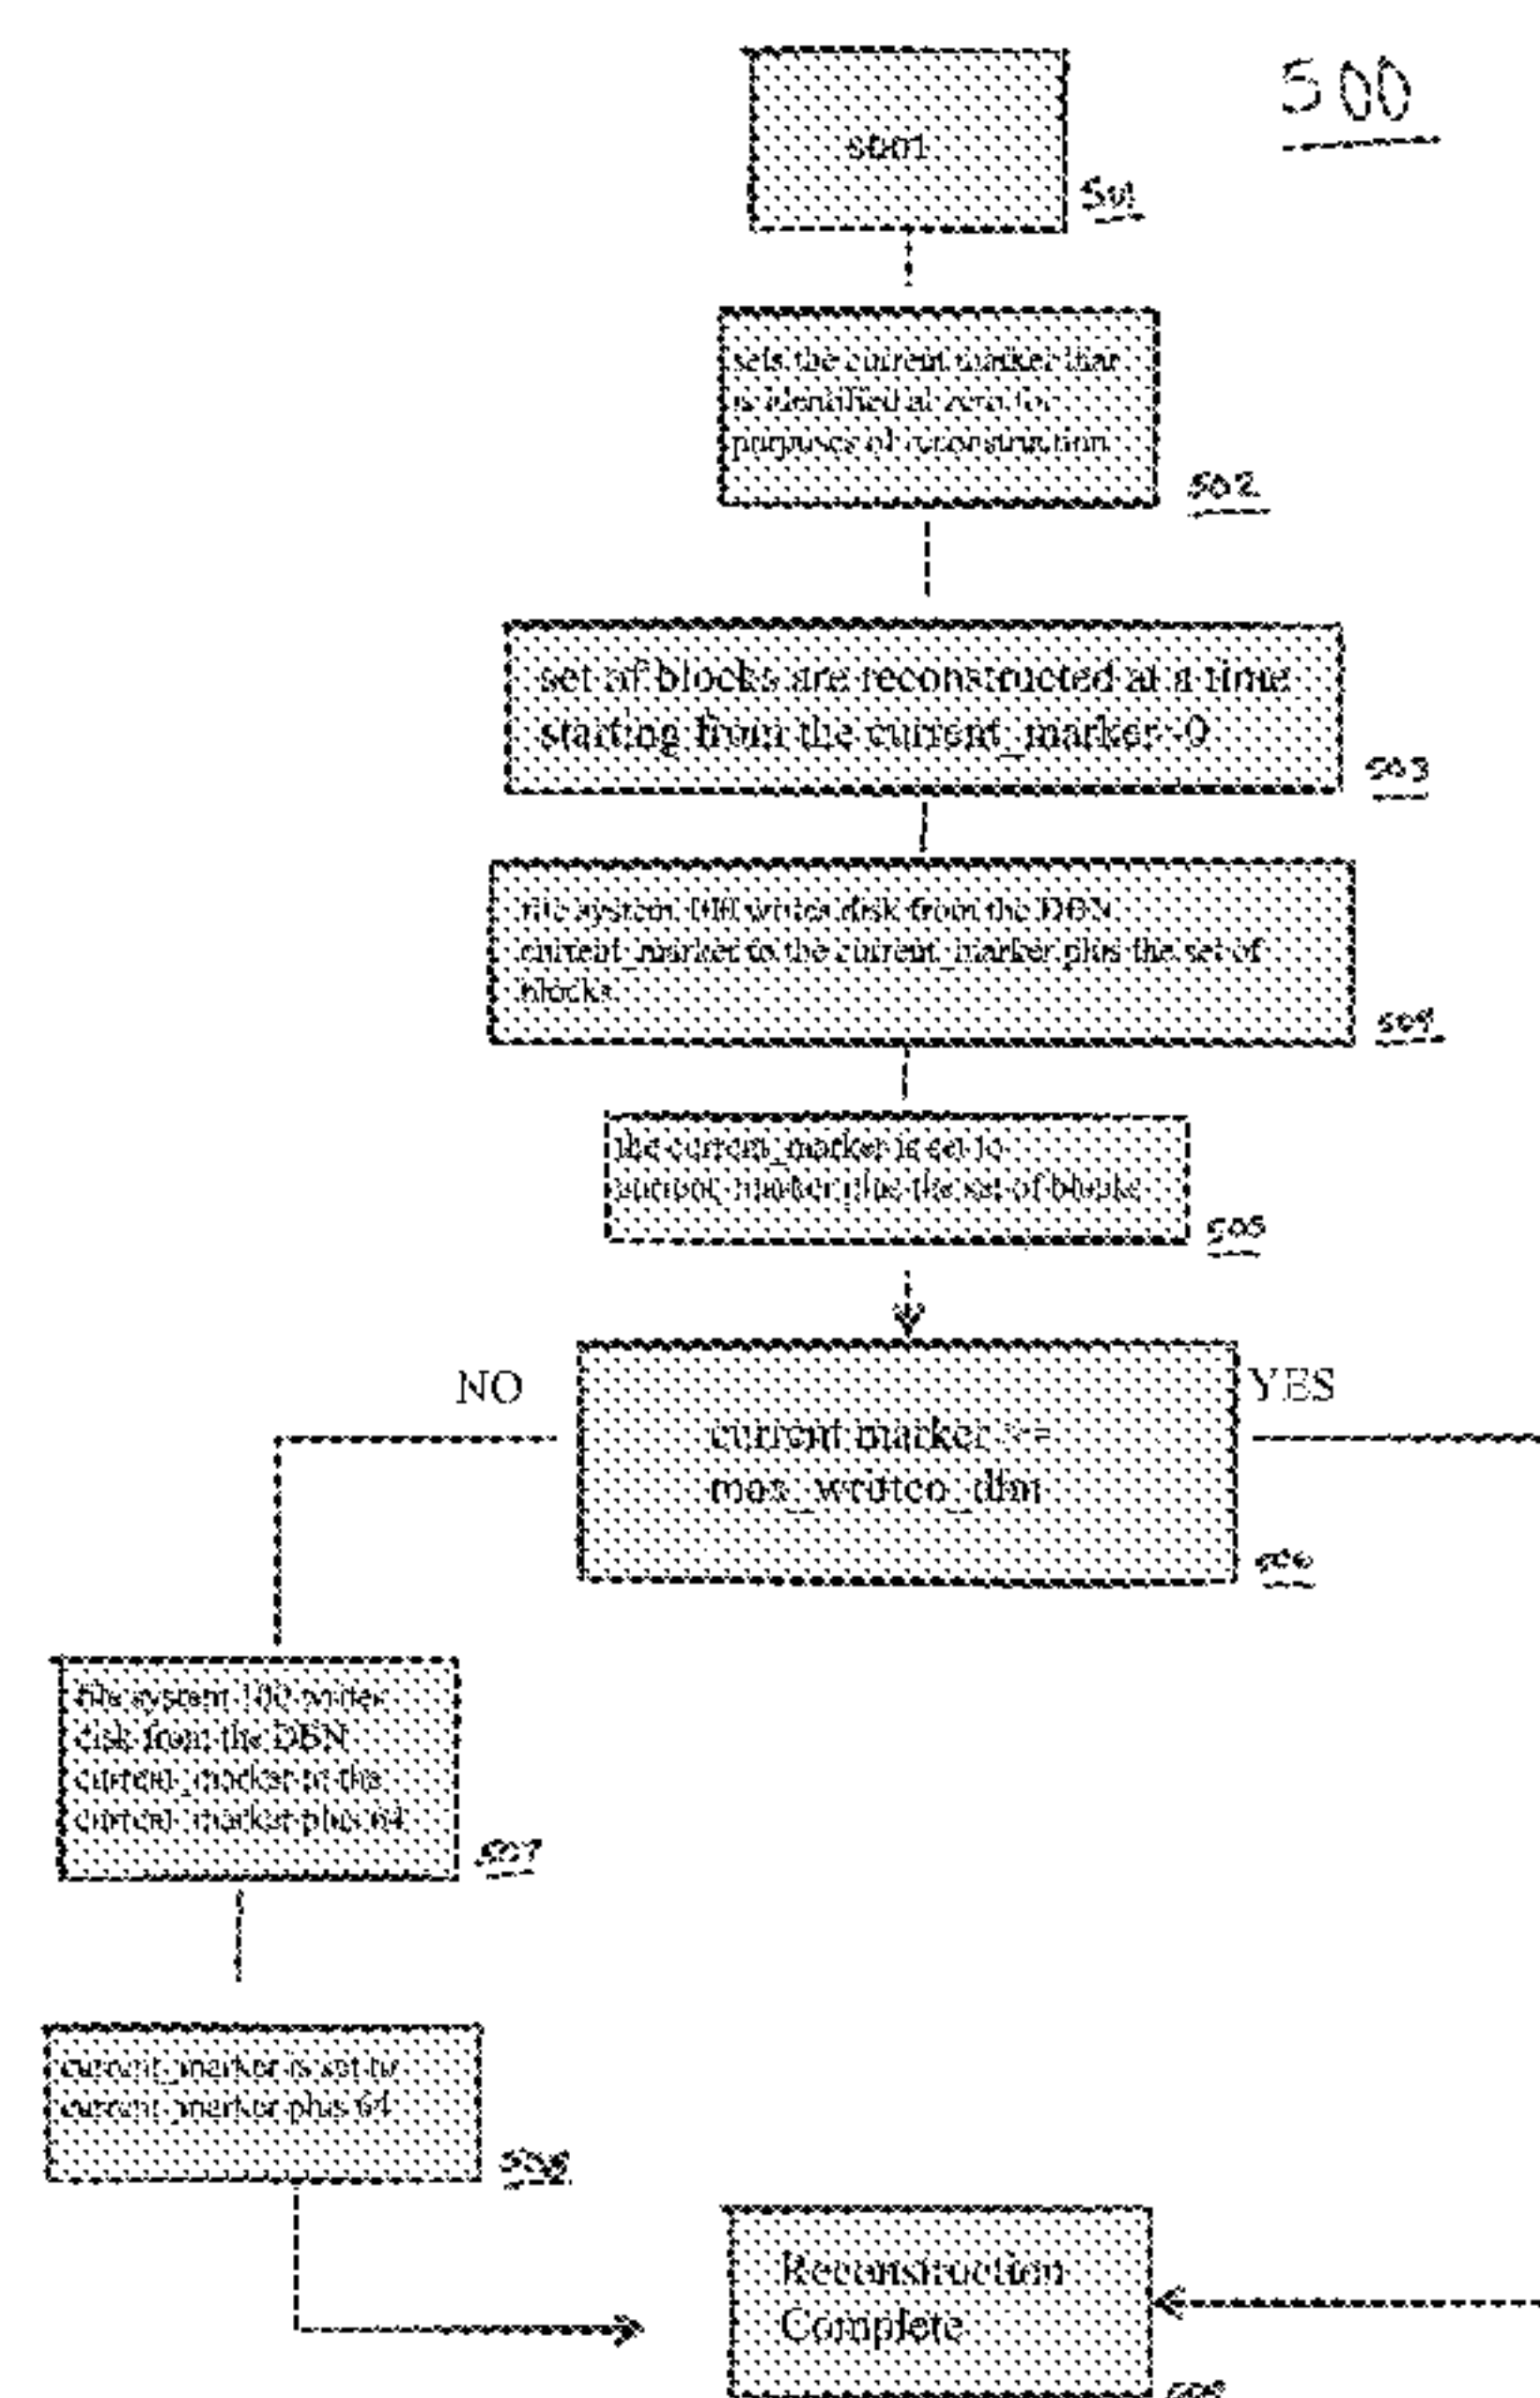 500
501
sets the current marker that
is identified at zero for
purposes of reconstruction
502
set of blocks are reconstructed at a time
starting from the current_marker=0
503
file system 100 writes disk from the DBN
current_marker to the current_marker plus the set of
blocks
504
the current_marker is set to
current_marker plus the set of blocks
505
NO
YES
current marker >=
506
file system 100 writes
disk from the DBN
current_marker to the
current_marker plus 64
507
current_marker is set to
current_marker plus 64
508
Reconstruction
Complete